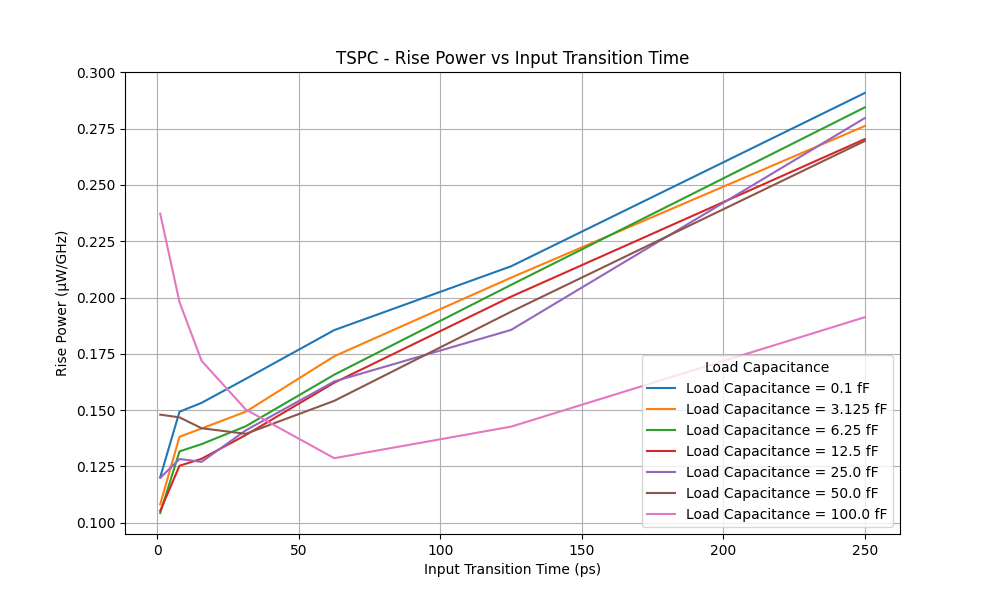 TSPC - Rise Power vs Input Transition Time
Rise Power (µW/GHz)
0.300
0.275
0.250
0.225
0.200
0.175
0.150
0.125
0.100
Load Capacitance
Load Capacitance = 0.1 fF
Load Capacitance = 3.125 fF
Load Capacitance = 6.25 fF
Load Capacitance = 12.5 fF
Load Capacitance = 25.0 fF
Load Capacitance = 50.0 fF
Load Capacitance = 100.0 fF
0 50 100 150 200 250
Input Transition Time (ps)